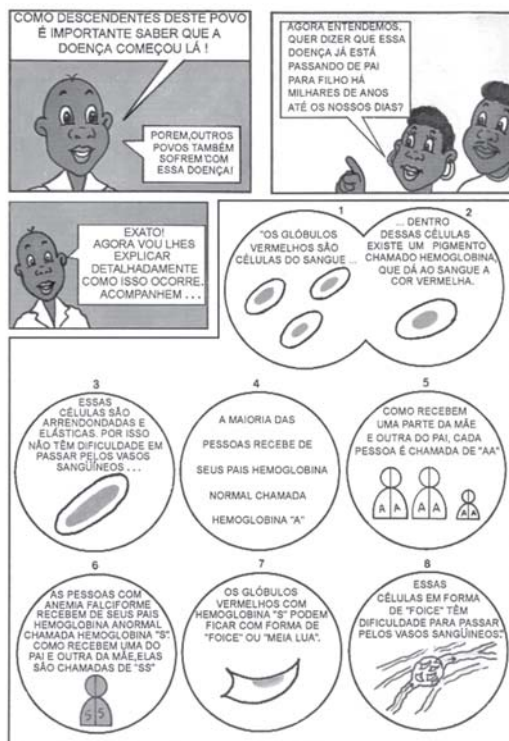 COMO DESCENDENTES DESTE POVO
É IMPORTANTE SABER QUE A
DOENÇA COMEÇOU LÁ !
POREM,OUTROS
POVOS TAMBÉM
SOFREM COM
ESSA DOENÇA!
AGORA ENTENDEMOS,
QUER DIZER QUE ESSA
DOENÇA JÁ ESTÁ
PASSANDO DE PAI
PARA FILHO HÁ
MILHARES DE ANOS
ATÉ OS NOSSOS DIAS?
EXATO!
AGORA VOU LHES
EXPLICAR
DETALHADAMENTE
COMO ISSO OCORRE.
ACOMPANHEM ...
1
"OS GLÓBULOS
VERMELHOS SÃO
CÉLULAS DO SANGUE ...
2
... DENTRO
DESSAS CÉLULAS
EXISTE UM PIGMENTO
CHAMADO HEMOGLOBINA,
QUE DÁ AO SANGUE A
COR VERMELHA.
3
ESSAS
CÉLULAS SÃO
ARRENDONDADAS E
ELÁSTICAS. POR ISSO
NÃO TÊM DIFICULDADE EM
PASSAR PELOS VASOS
SANGÜÍNEOS ...
4
A MAIORIA DAS
PESSOAS RECEBE DE
SEUS PAIS HEMOGLOBINA
NORMAL CHAMADA
HEMOGLOBINA "A"
5
COMO RECEBEM
UMA PARTE DA MÃE
E OUTRA DO PAI, CADA
PESSOA É CHAMADA DE "AA"
A A A A A A
6
AS PESSOAS COM
ANEMIA FALCIFORME
RECEBEM DE SEUS PAIS
HEMOGLOBINA ANORMAL
CHAMADA HEMOGLOBINA "S".
COMO RECEBEM UMA DO
PAI E OUTRA DA MÃE,ELAS
SÃO CHAMADAS DE "SS"
S S
7
OS GLÓBULOS
VERMELHOS COM
HEMOGLOBINA "S" PODEM
FICAR COM FORMA DE
"FOICE" OU "MEIA LUA".
8
ESSAS
CÉLULAS EM FORMA
DE "FOICE" TÊM
DIFICULDADE PARA PASSAR
PELOS VASOS SANGÜÍNEOS."